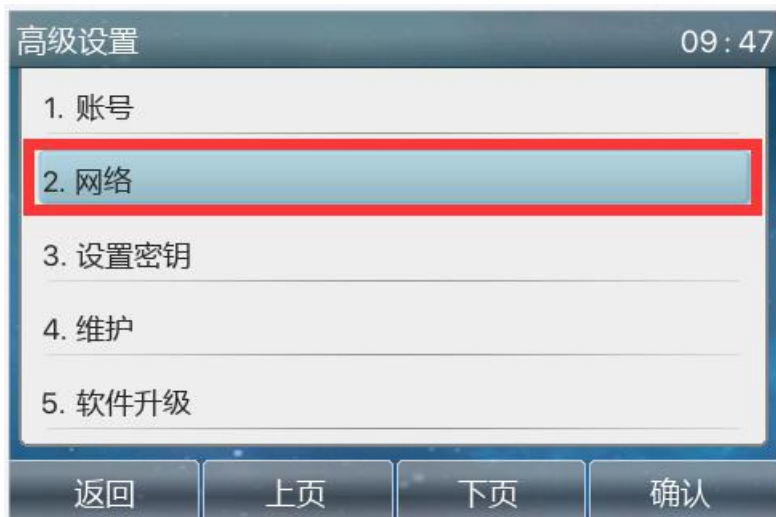 高级设置 09:47
1. 账号
2. 网络
3. 设置密钥
4. 维护
5. 软件升级
返回 上页 下页 确认